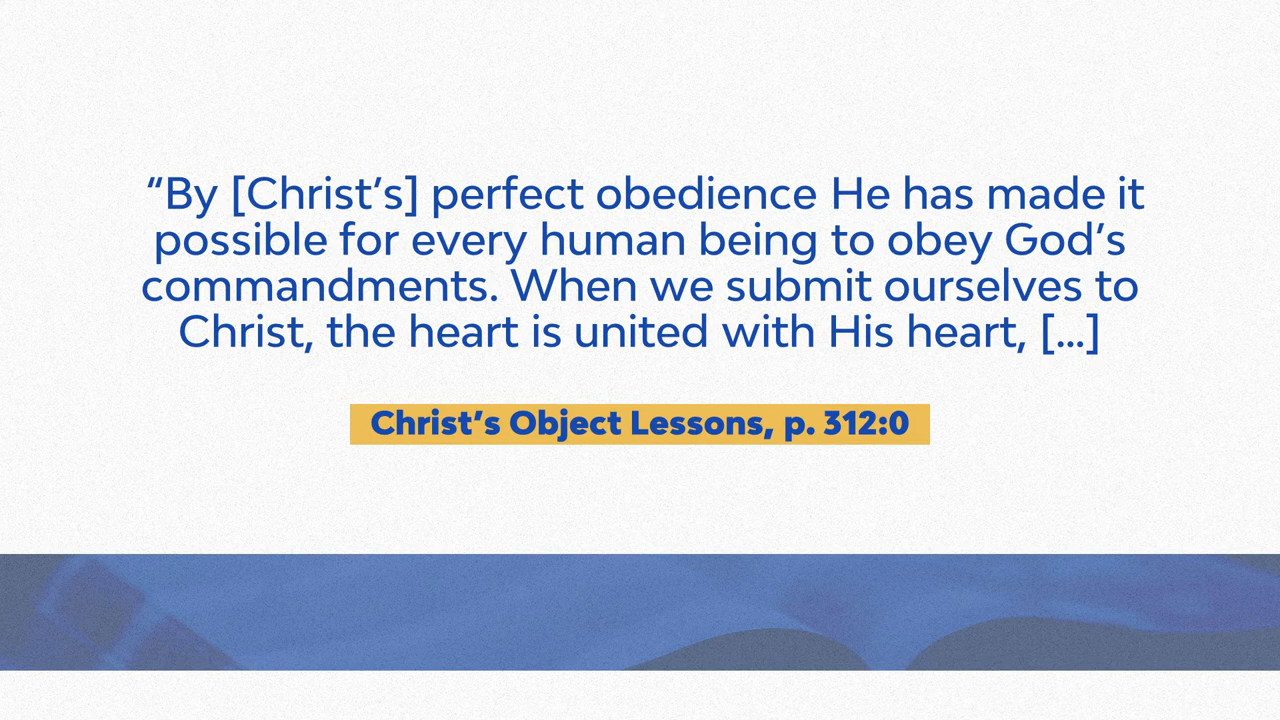 “By [Christ’s] perfect obedience He has made it
possible for every human being to obey God’s
commandments. When we submit ourselves to
Christ, the heart is united with His heart, [...]
Christ’s Object Lessons, p. 312:0